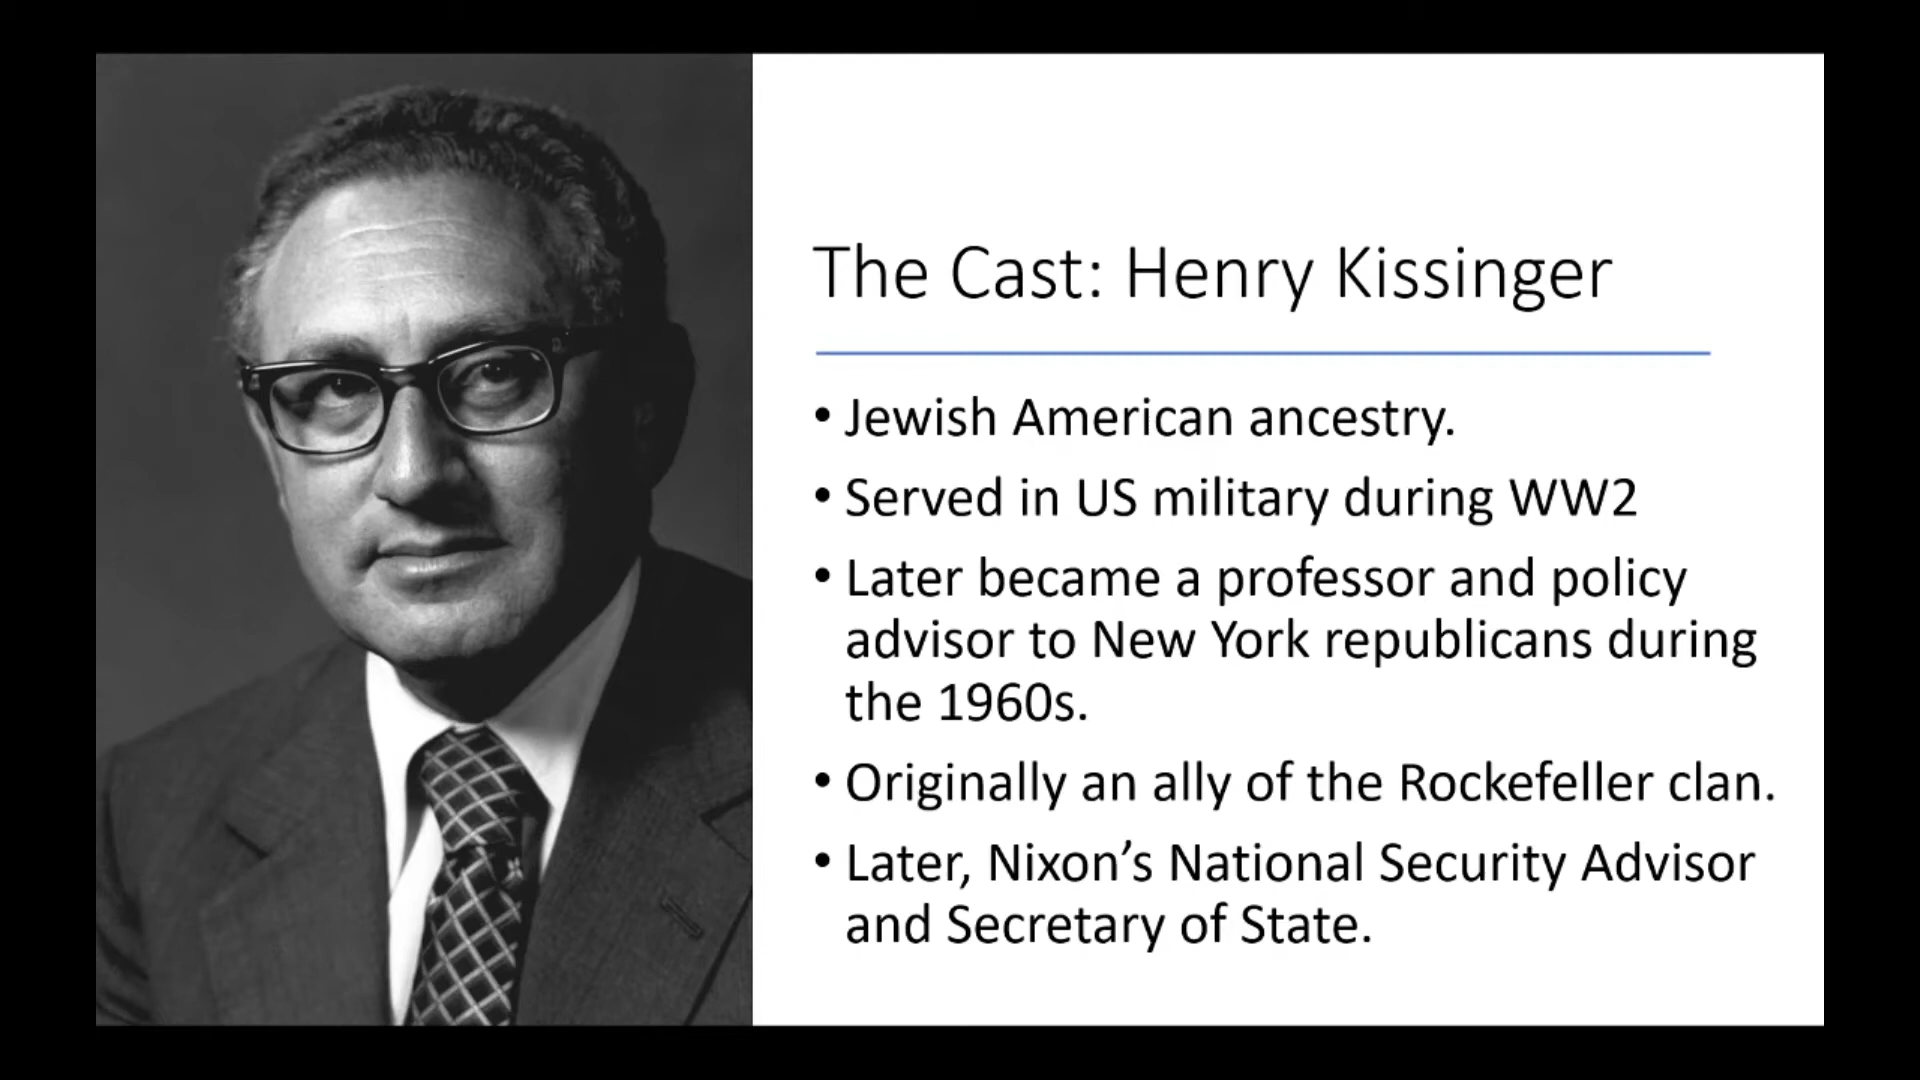 The Cast: Henry Kissinger
• Jewish American ancestry.
• Served in US military during WW2
• Later became a professor and policy
advisor to New York republicans during
the 1960s.
• Originally an ally of the Rockefeller clan.
• Later, Nixon’s National Security Advisor
and Secretary of State.